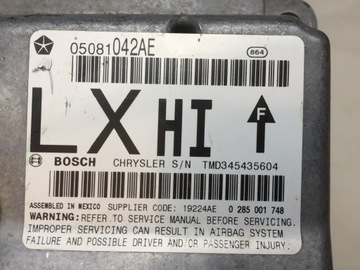 05081042AE
864
LX HI F
BOSCH CHRYSLER S/N TMD345435604
ASSEMBLED IN MEXICO SUPPLIER CODE: 19224AE 0 285 001 748
WARNING:REFER TO SERVICE MANUAL BEFORE SERVICING.
IMPROPER SERVICING CAN RESULT IN AIRBAG SYSTEM
FAILURE AND POSSIBLE DRIVER AND/OR PASSENGER INJURY.